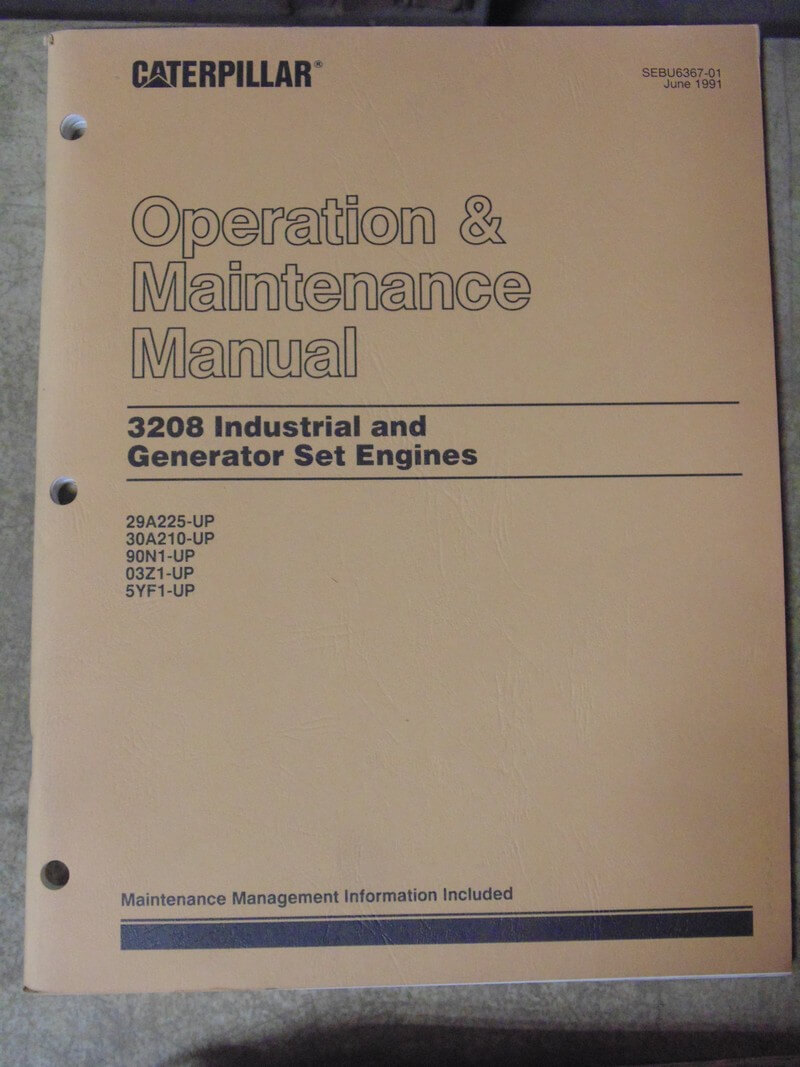 CATERPILLAR®
SEBU6367-01
June 1991
Operation &
Maintenance
Manual
3208 Industrial and
Generator Set Engines
29A225-UP
30A210-UP
90N1-UP
03Z1-UP
5YF1-UP
Maintenance Management Information Included